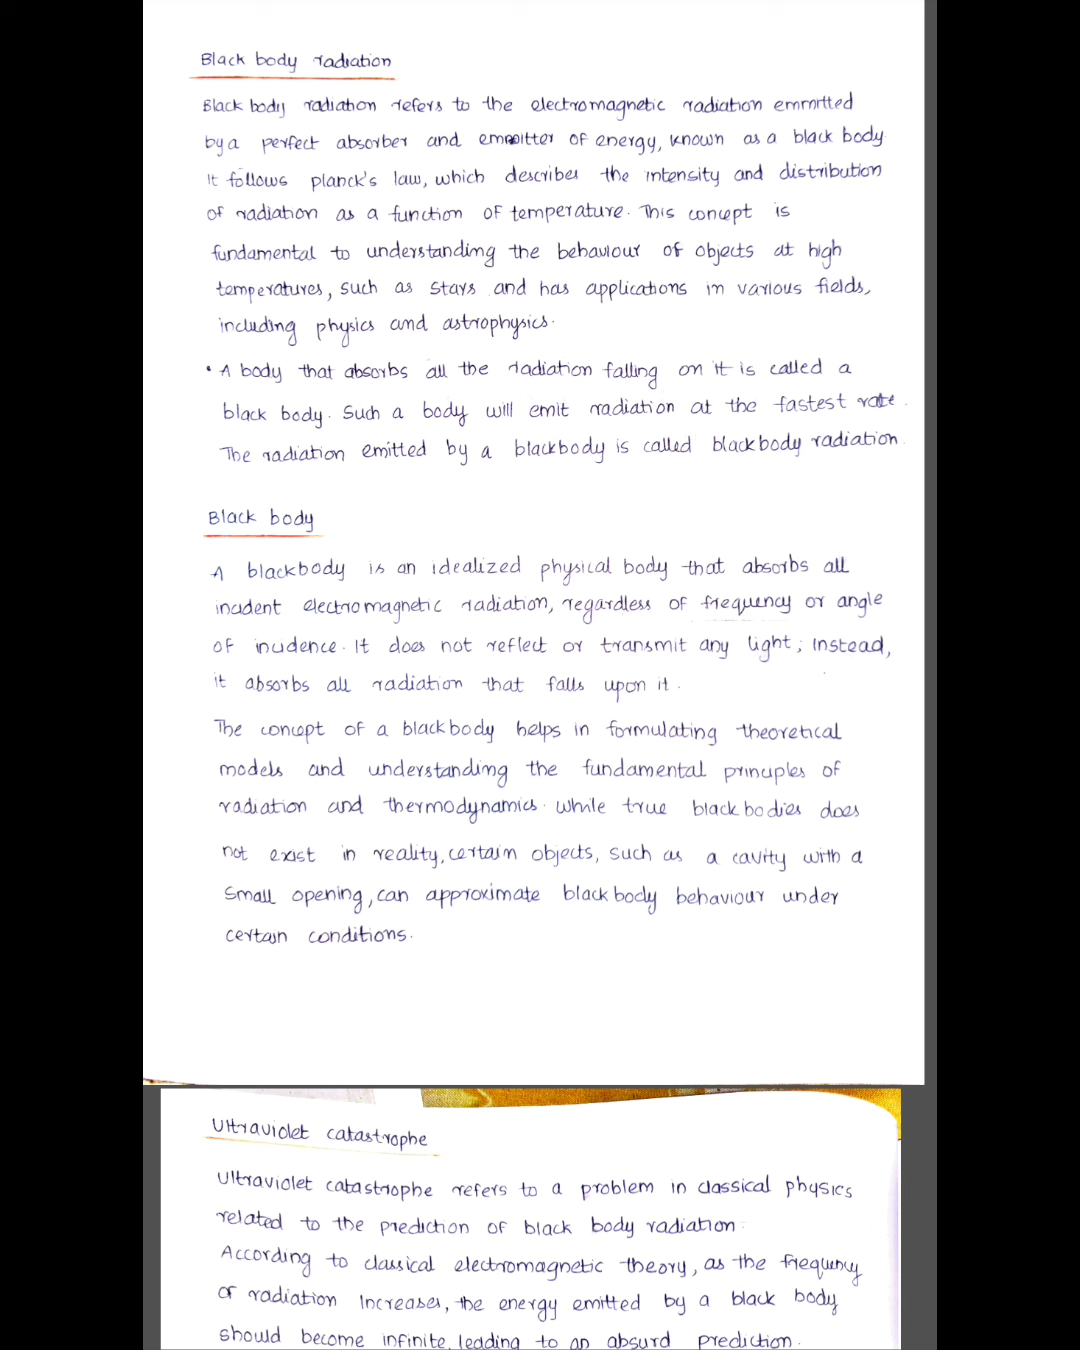 Black body radiation
Black body radiation refers to the electromagnetic radiation emmitted
by a perfect absorber and emmitter of energy, known as a black body.
It follows planck's law, which describes the intensity and distribution
of radiation as a function of temperature. This concept is
fundamental to understanding the behaviour of objects at high
temperatures, such as stars and has applications in various fields,
including physics and astrophysics.
• A body that absorbs all the radiation falling on it is called a
black body. Such a body will emit radiation at the fastest rate.
The radiation emitted by a blackbody is called blackbody radiation.
Black body
A blackbody is an idealized physical body that absorbs all
incident electromagnetic radiation, regardless of frequency or angle
of incidence. It does not reflect or transmit any light; instead,
it absorbs all radiation that falls upon it.
The concept of a blackbody helps in formulating theoretical
models and understanding the fundamental principles of
radiation and thermodynamics. While true blackbodies does
not exist in reality, certain objects, such as a cavity with a
small opening, can approximate blackbody behaviour under
certain conditions.
Ultraviolet catastrophe
Ultraviolet catastrophe refers to a problem in classical physics
related to the prediction of black body radiation.
According to classical electromagnetic theory, as the frequency
of radiation increases, the energy emitted by a black body
should become infinite, leading to an absurd prediction.